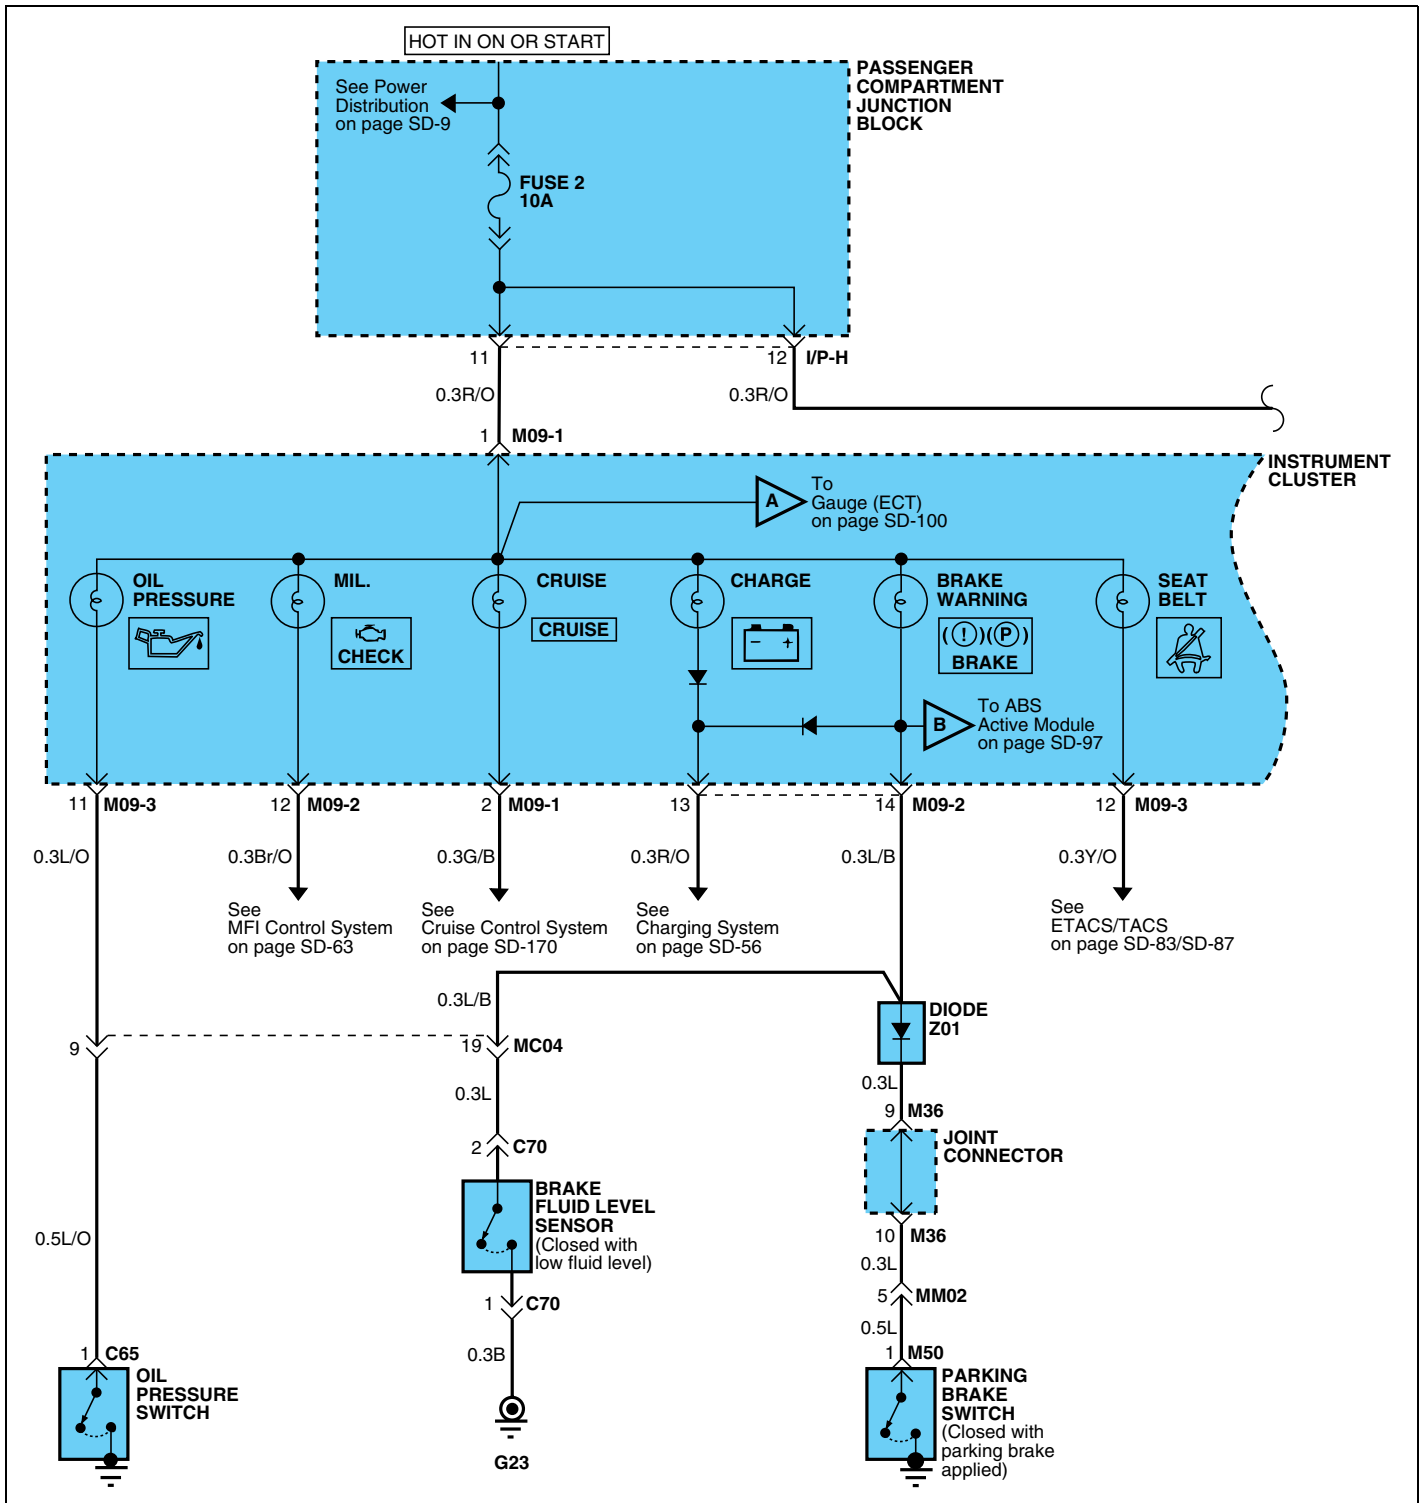 HOT IN ON OR START
PASSENGER
COMPARTMENT
JUNCTION
BLOCK
See Power
Distribution
on page SD-9
FUSE 2
10A
11
12
I/P-H
0.3R/O
0.3R/O
1
M09-1
INSTRUMENT
CLUSTER
A
To
Gauge (ECT)
on page SD-100
OIL
PRESSURE
MIL.
CHECK
CRUISE
CRUISE
CHARGE
- +
BRAKE
WARNING
(!)(P)
BRAKE
SEAT
BELT
B
To ABS
Active Module
on page SD-97
11
M09-3
12
M09-2
2
M09-1
13
14
M09-2
12
M09-3
0.3L/O
0.3Br/O
0.3G/B
0.3R/O
0.3L/B
0.3Y/O
See
MFI Control System
on page SD-63
See
Cruise Control System
on page SD-170
See
Charging System
on page SD-56
See
ETACS/TACS
on page SD-83/SD-87
0.3L/B
DIODE
Z01
9
19
MC04
0.3L
0.3L
9
M36
JOINT
CONNECTOR
2
C70
BRAKE
FLUID LEVEL
SENSOR
(Closed with
low fluid level)
0.5L/O
10
M36
0.3L
1
C70
5
MM02
0.3B
0.5L
1
C65
OIL
PRESSURE
SWITCH
1
M50
PARKING
BRAKE
SWITCH
(Closed with
parking brake
applied)
G23